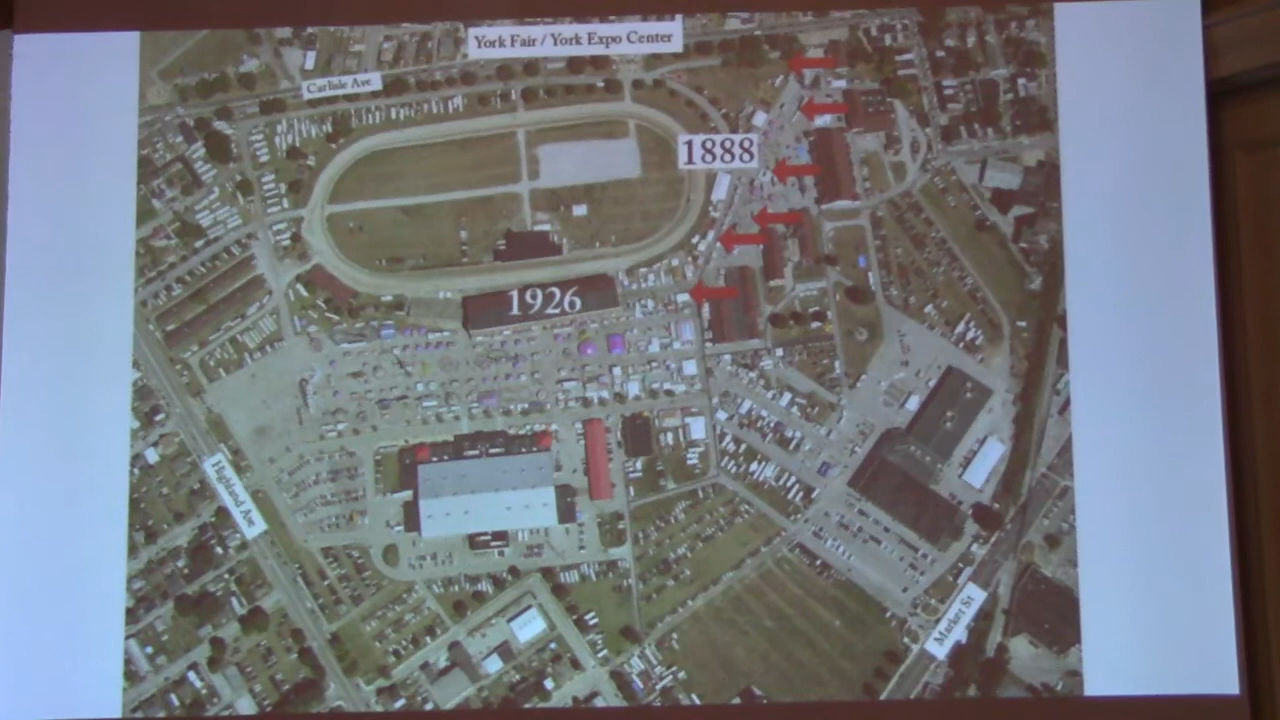 York Fair / York Expo Center
Carlisle Ave
1888
1926
Highland Ave
Market St